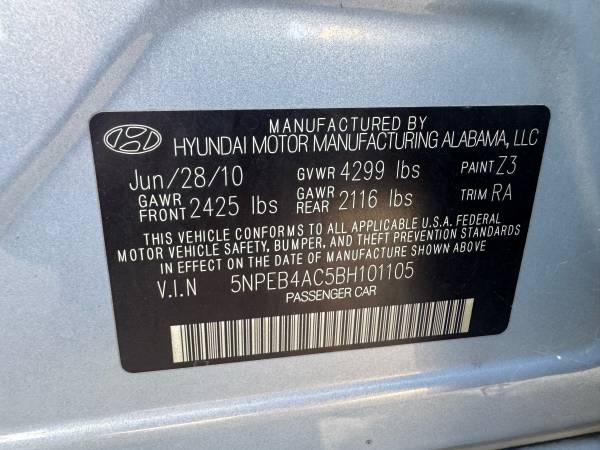 MANUFACTURED BY
HYUNDAI MOTOR MANUFACTURING ALABAMA, LLC
Jun/28/10 GVWR 4299 lbs PAINT Z3
GAWR FRONT 2425 lbs GAWR REAR 2116 lbs TRIM RA
THIS VEHICLE CONFORMS TO ALL APPLICABLE U.S.A. FEDERAL
MOTOR VEHICLE SAFETY, BUMPER, AND THEFT PREVENTION STANDARDS
IN EFFECT ON THE DATE OF MANUFACTURE SHOWN ABOVE
V.I.N 5NPEB4AC5BH101105
PASSENGER CAR